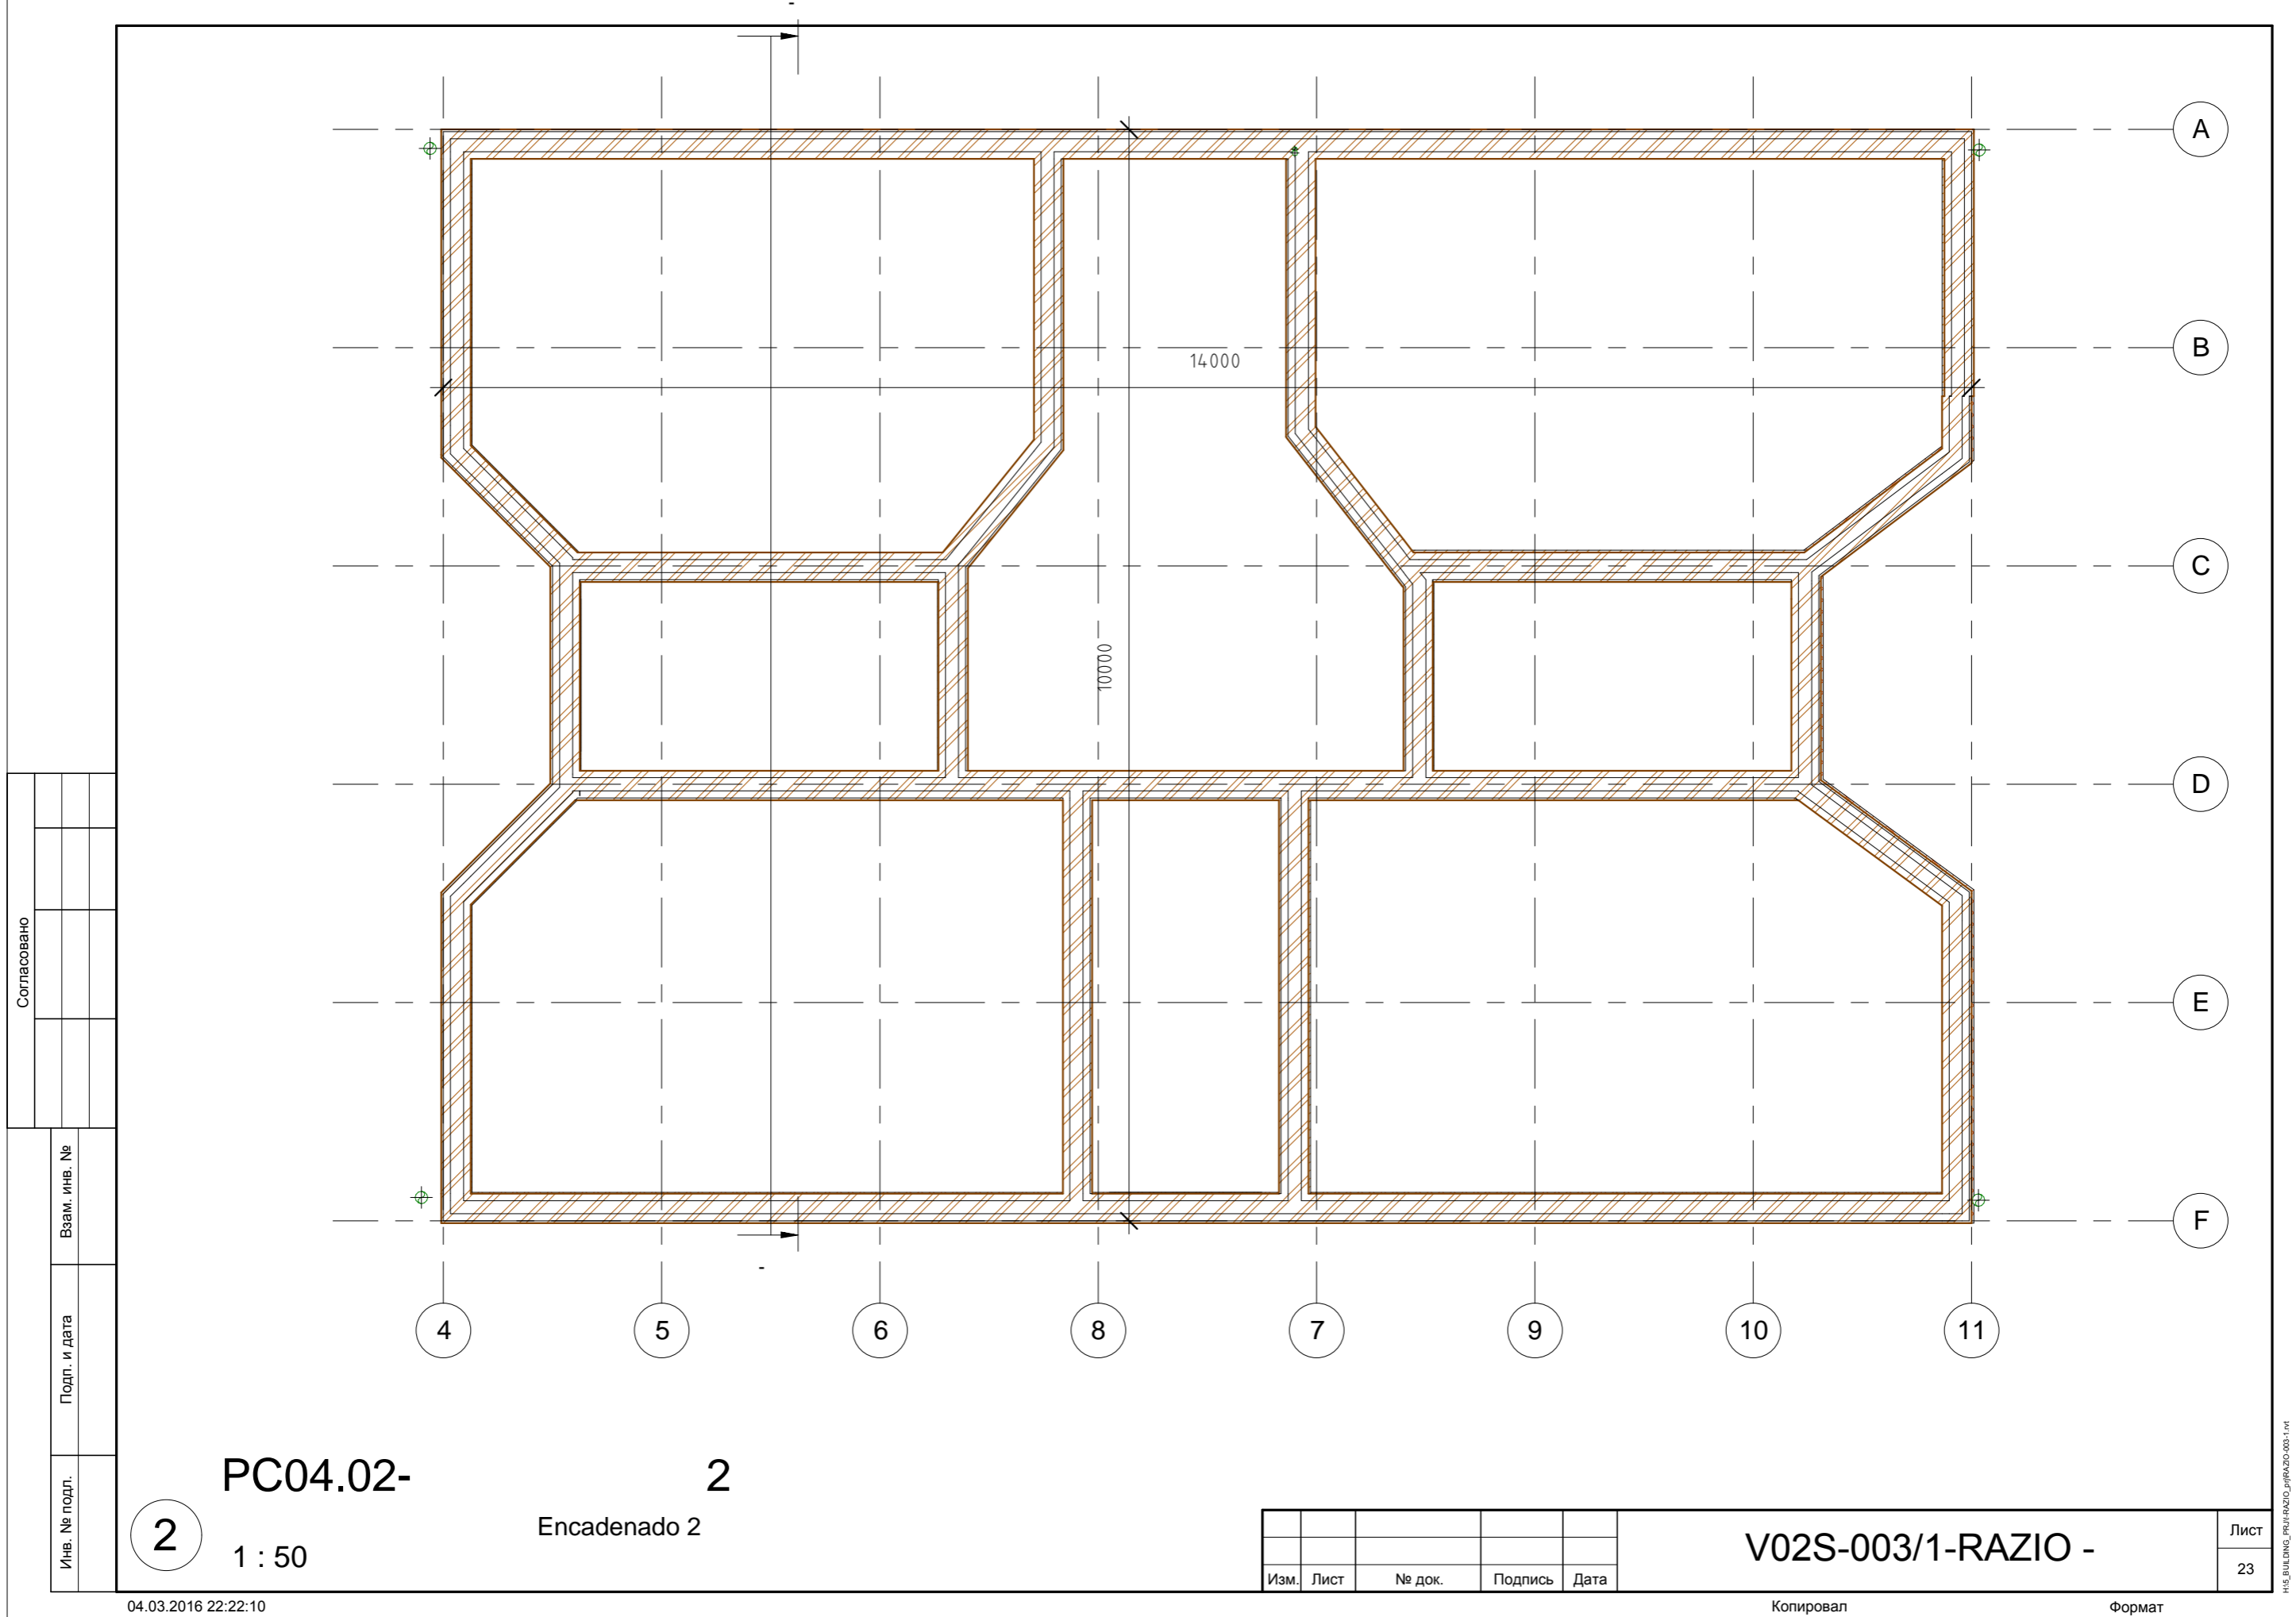 -
A
B
14000
C
10000
D
E
F
-
4
5
6
8
7
9
10
11
Согласовано
Взам. инв. №
Подп. и дата
Инв. № подл.
PC04.02- 2
2
Encadenado 2
1 : 50
Изм. Лист № док. Подпись Дата
V02S-003/1-RAZIO -
Лист
23
04.03.2016 22:22:10
Копировал
Формат